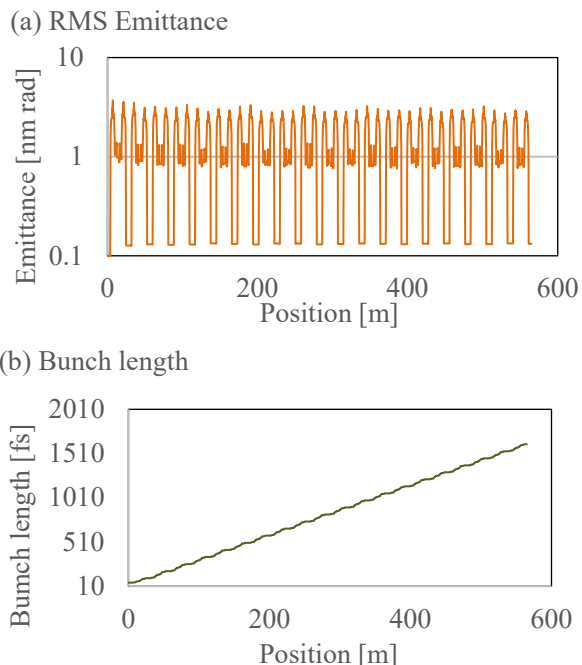 (a) RMS Emittance
10
1
0.1
Emittance [nm rad]
0 200 400 600
Position [m]
(b) Bunch length
2010
1510
1010
510
10
Bumch length [fs]
0 200 400 600
Position [m]